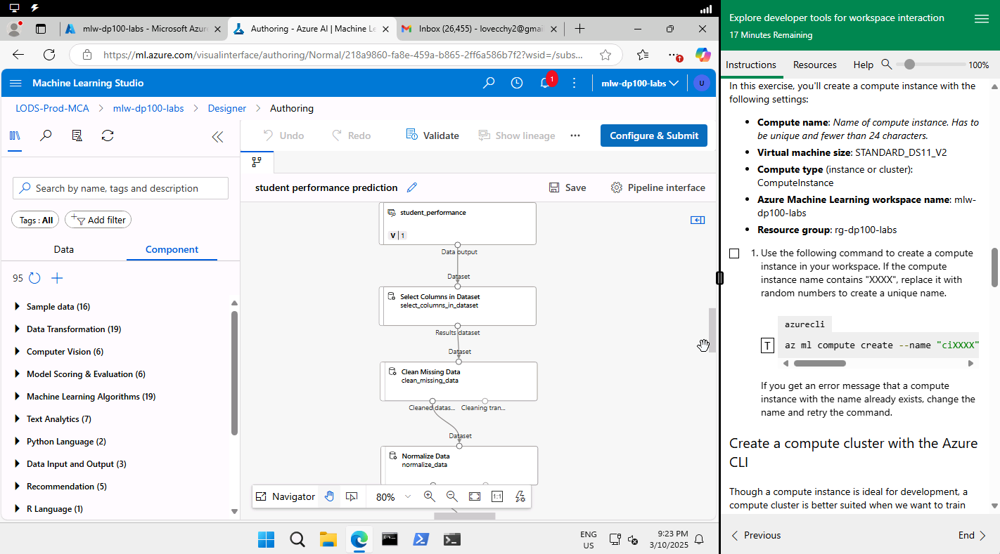 mlw-dp100-labs - Microsoft Azur
Authoring - Azure AI | Machine Le
Inbox (26,455) - lovecchy2@gmai
https://ml.azure.com/visualinterface/authoring/Normal/218a9860-fa8e-459a-b865-2ff6a586b7f2?wsid=/subs...
Machine Learning Studio
1
mlw-dp100-labs
U
LODS-Prod-MCA > mlw-dp100-labs > Designer > Authoring
Undo
Redo
Validate
Show lineage
Configure & Submit
student performance prediction
Save
Pipeline interface
Search by name, tags and description
Tags : All
Add filter
Data
Component
95
Sample data (16)
Data Transformation (19)
Computer Vision (6)
Model Scoring & Evaluation (6)
Machine Learning Algorithms (19)
Text Analytics (7)
Python Language (2)
Data Input and Output (3)
Recommendation (5)
R Language (1)
student_performance
V | 1
Data output
Dataset
Select Columns in Dataset
select_columns_in_dataset
Results dataset
Dataset
Clean Missing Data
clean_missing_data
Cleaned datas...
Cleaning tran...
Dataset
Normalize Data
normalize_data
Navigator
80%
1:1
ENG
US
9:23 PM
3/10/2025
Explore developer tools for workspace interaction
17 Minutes Remaining
Instructions
Resources
Help
100%
In this exercise, you'll create a compute instance with the
following settings:
• Compute name: Name of compute instance. Has to
be unique and fewer than 24 characters.
• Virtual machine size: STANDARD_DS11_V2
• Compute type (instance or cluster):
ComputeInstance
• Azure Machine Learning workspace name: mlw-
dp100-labs
• Resource group: rg-dp100-labs
1. Use the following command to create a compute
instance in your workspace. If the compute
instance name contains "XXXX", replace it with
random numbers to create a unique name.
azurecli
T
az ml compute create --name "ciXXXX"
If you get an error message that a compute
instance with the name already exists, change the
name and retry the command.
Create a compute cluster with the Azure
CLI
Though a compute instance is ideal for development, a
compute cluster is better suited when we want to train
Previous
End